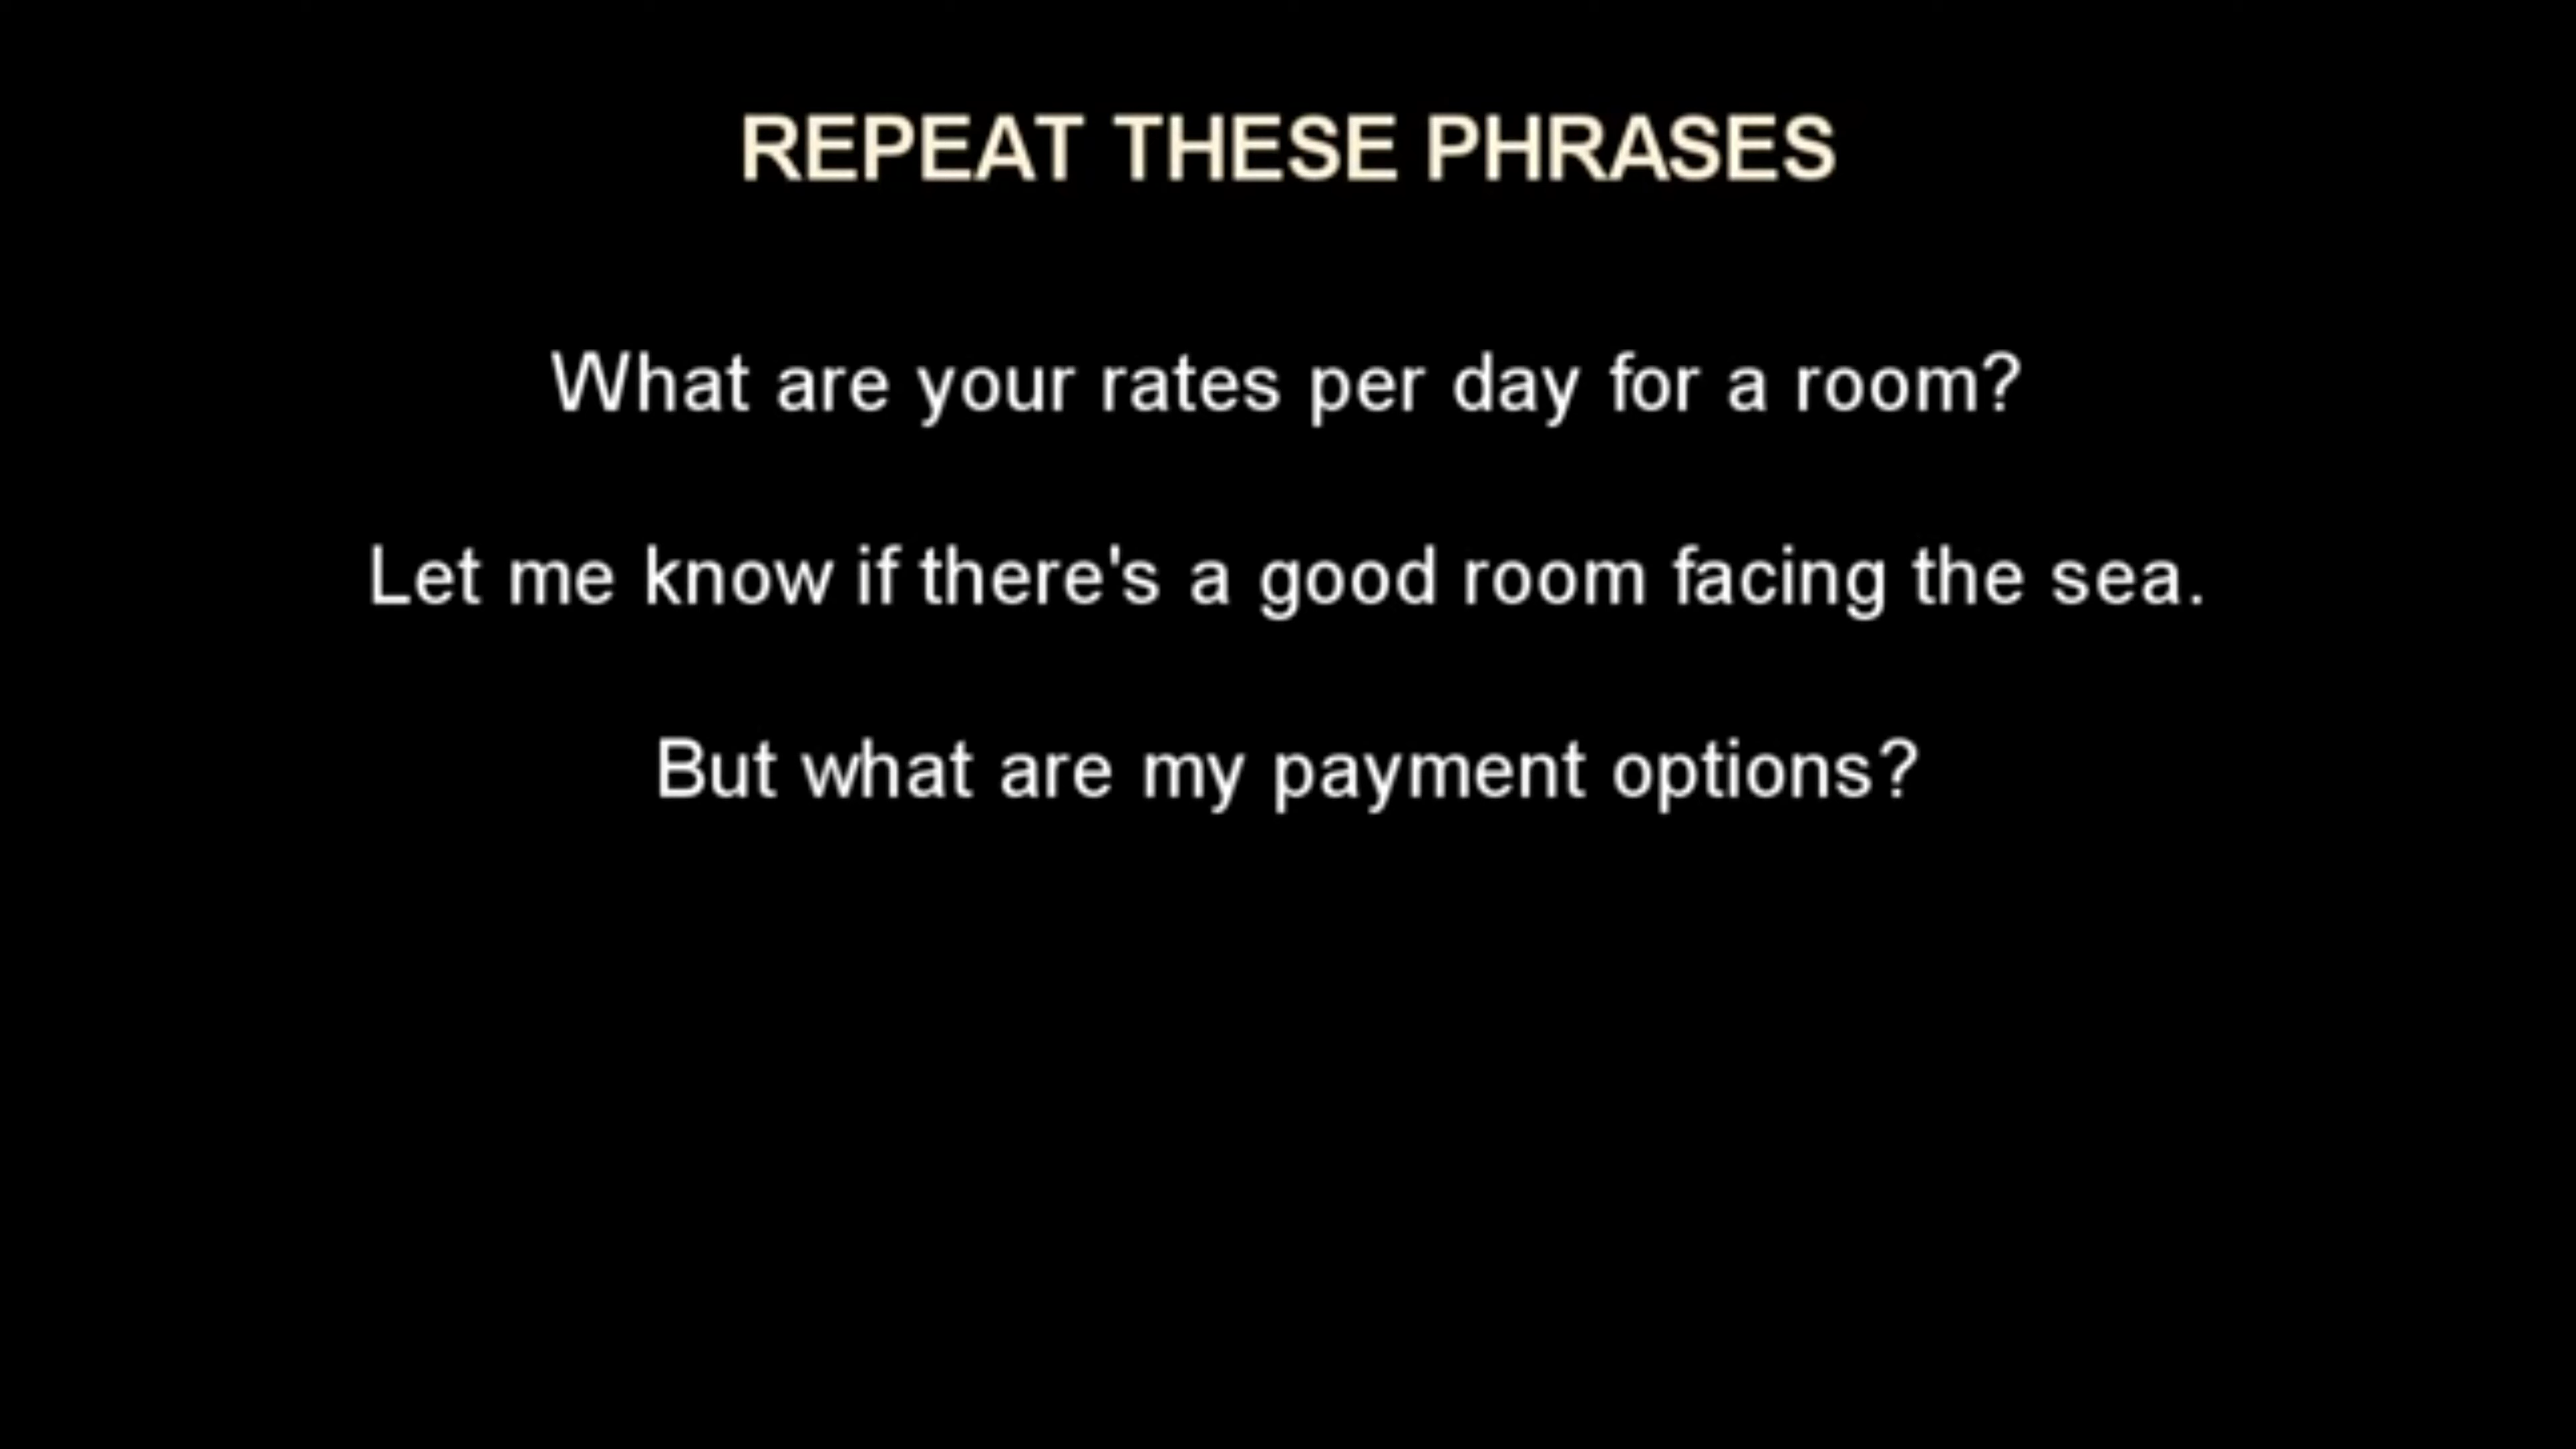 REPEAT THESE PHRASES
What are your rates per day for a room?
Let me know if there's a good room facing the sea.
But what are my payment options?